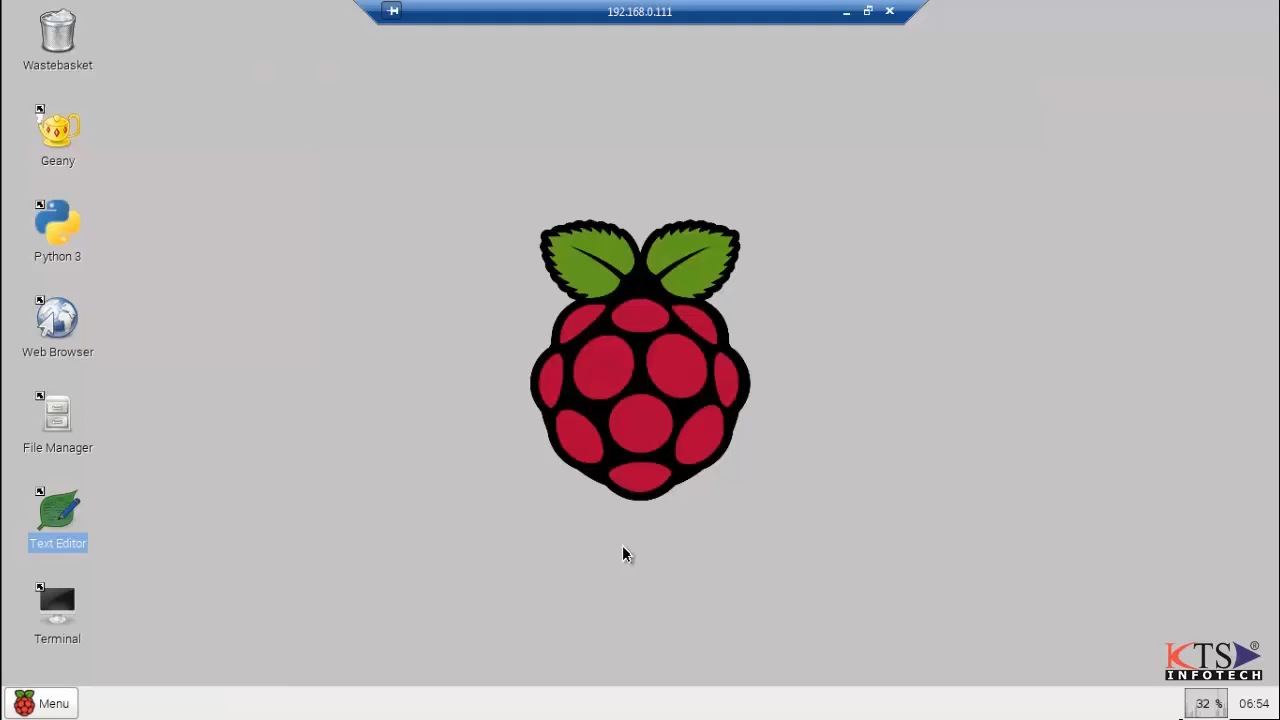 192.168.0.111
Wastebasket
Geany
Python 3
Web Browser
File Manager
Text Editor
Terminal
KTS®
INFOTECH
Menu
32 %
06:54